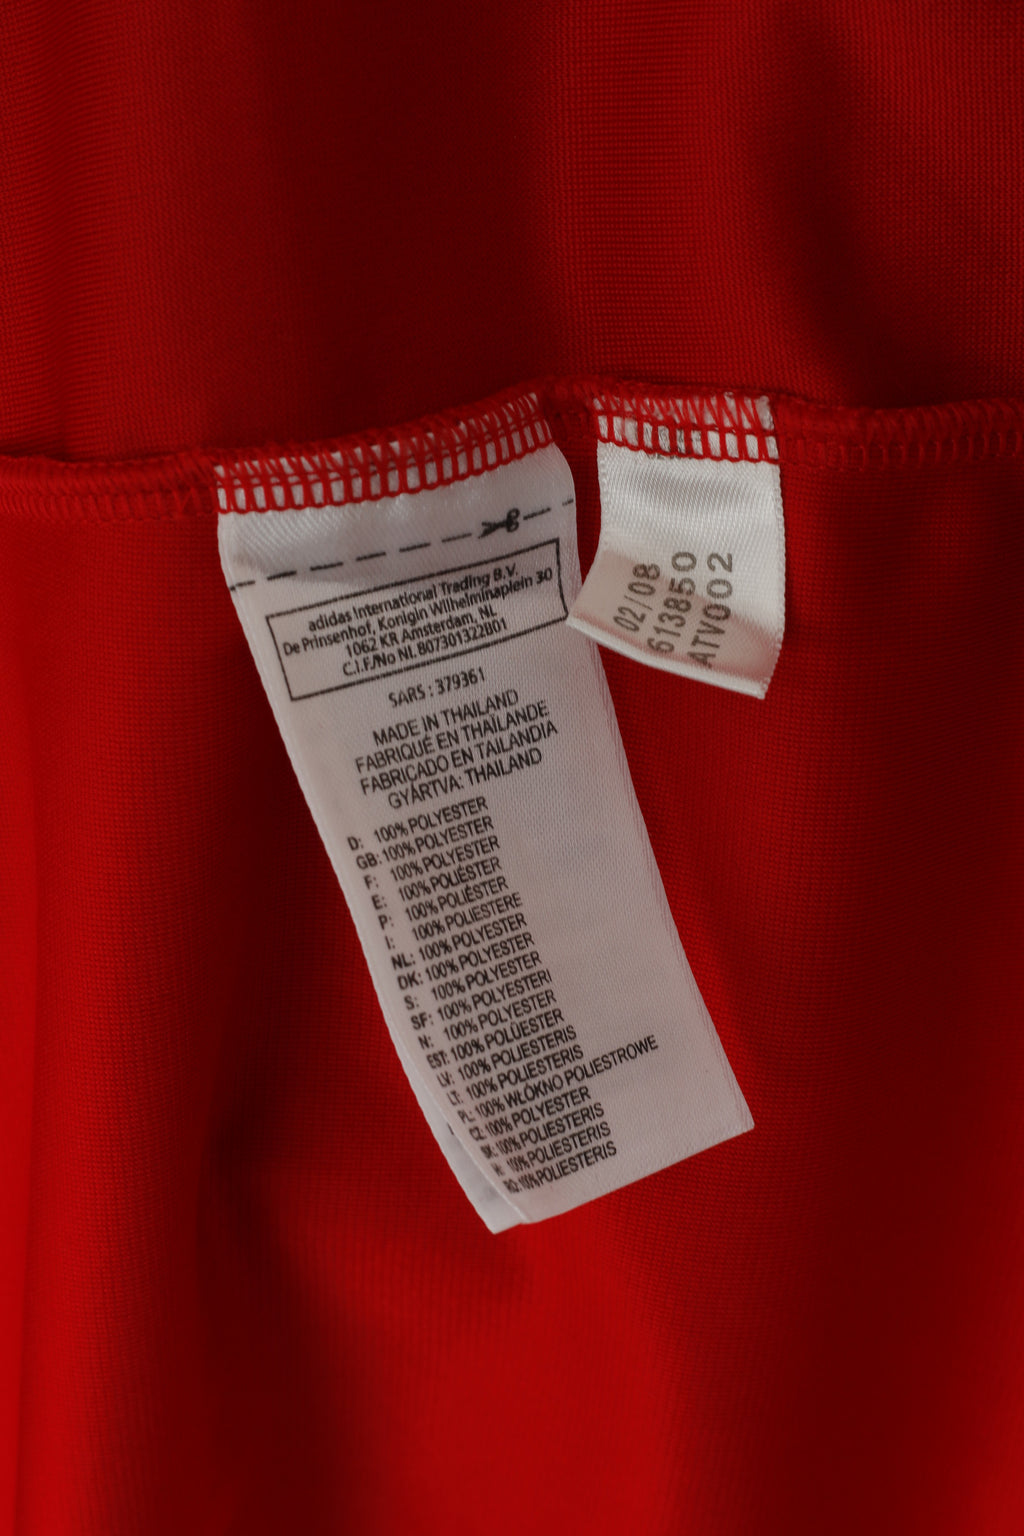 adidas International Trading B.V.
De Prinsenhof, Konigin Wilhelminaplein 30
1062 KR Amsterdam, NL
C.I.F./No NL 807301322B01
SARS : 379361
MADE IN THAILAND
FABRIQUÉ EN THAÏLANDE
FABRICADO EN TAILANDIA
GYÁRTVA: THAILAND
D: 100% POLYESTER
GB: 100% POLYESTER
F: 100% POLYESTER
E: 100% POLIÉSTER
P: 100% POLIÉSTER
I: 100% POLIESTERE
NL: 100% POLYESTER
DK: 100% POLYESTER
S: 100% POLYESTER
SF: 100% POLYESTERI
N: 100% POLYESTER
EST: 100% POLÜESTER
LV: 100% POLIESTERIS
LT: 100% POLIESTERIS
PL: 100% WŁÓKNO POLIESTROWE
CZ: 100% POLYESTER
SK: 100% POLIESTERIS
H: 100% POLIESTERIS
RO: 100% POLIESTERIS
02/08
613850
ATV002